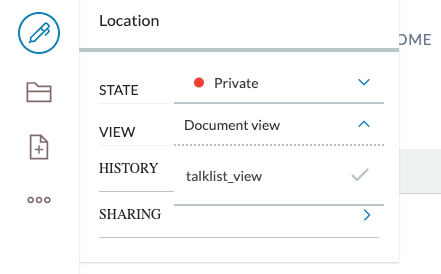 Location
OME
STATE
Private
VIEW
Document view
HISTORY
talklist_view
SHARING